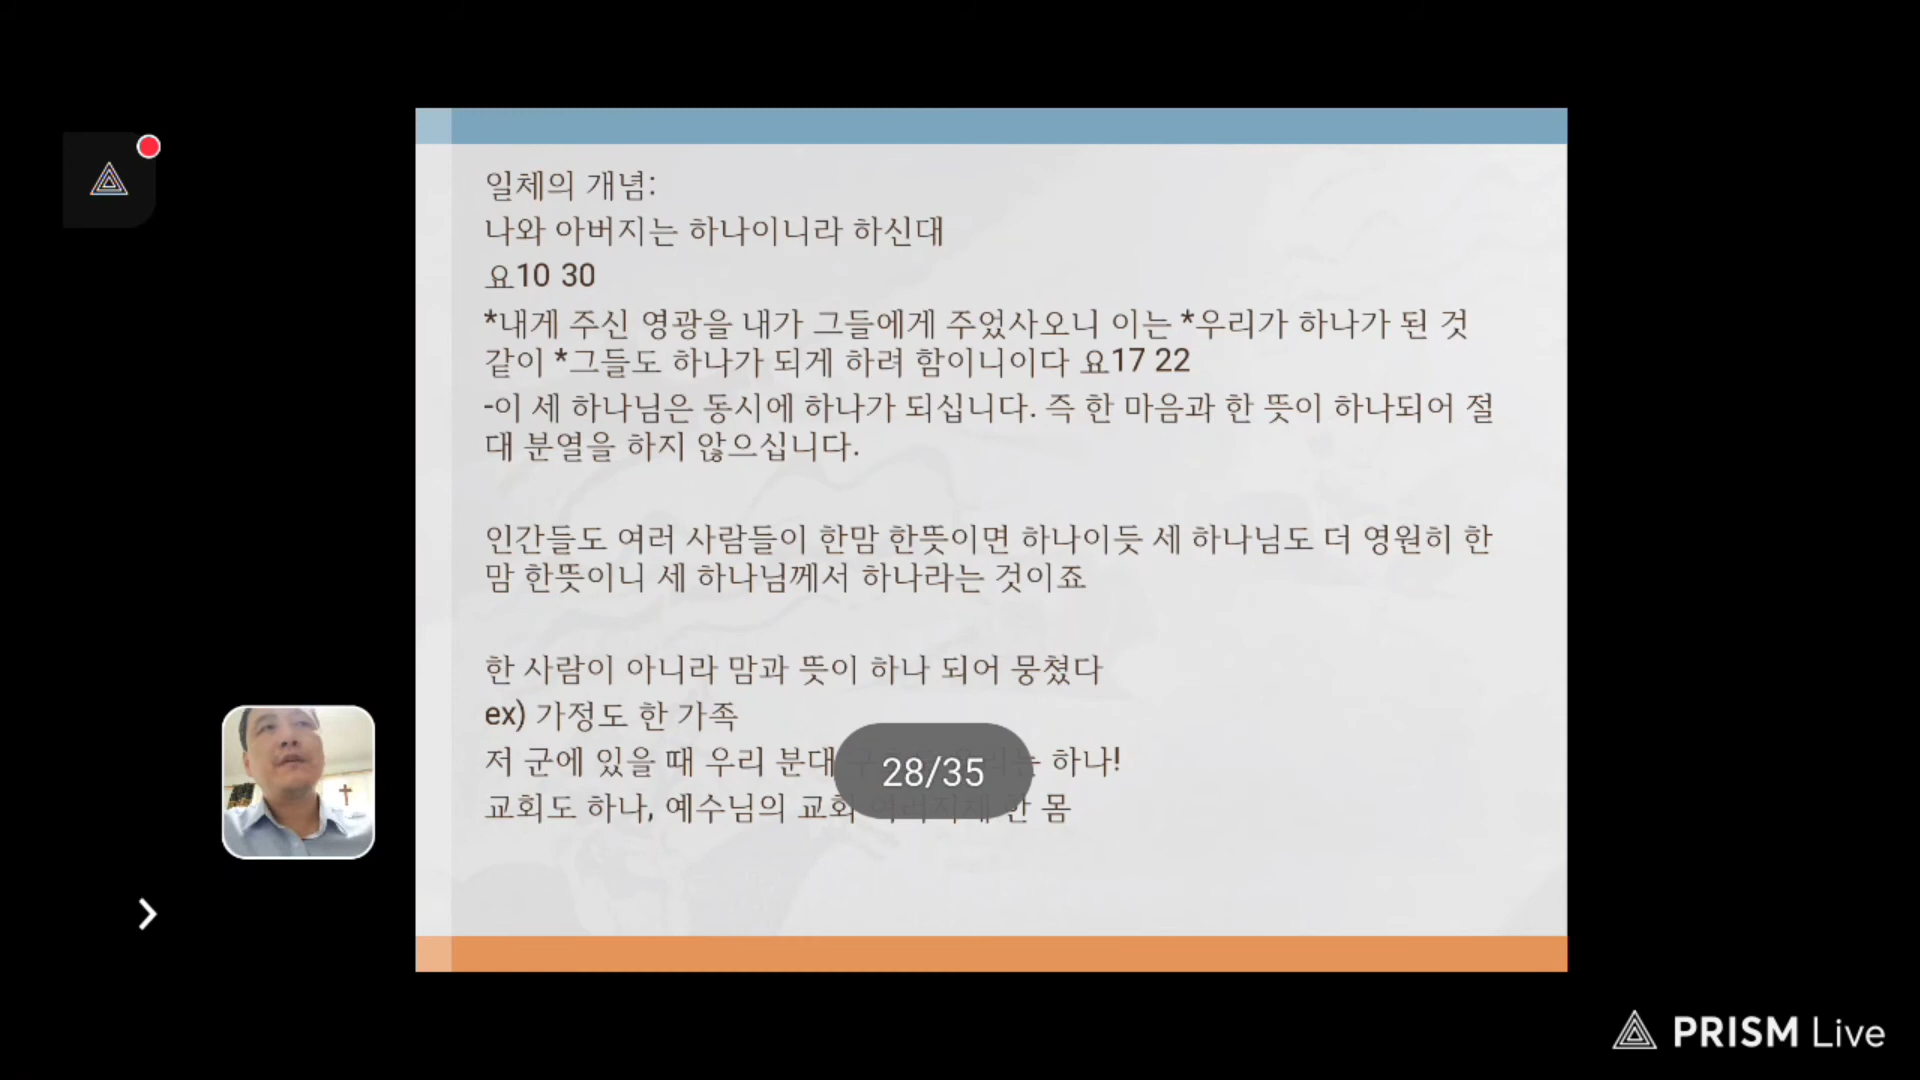 일체의 개념:
나와 아버지는 하나이니라 하신대
요10 30
*내게 주신 영광을 내가 그들에게 주었사오니 이는 *우리가 하나가 된 것
같이 *그들도 하나가 되게 하려 함이니이다 요17 22
-이 세 하나님은 동시에 하나가 되십니다. 즉 한 마음과 한 뜻이 하나되어 절
대 분열을 하지 않으십니다.
인간들도 여러 사람들이 한맘 한뜻이면 하나이듯 세 하나님도 더 영원히 한
맘 한뜻이니 세 하나님께서 하나라는 것이죠
한 사람이 아니라 맘과 뜻이 하나 되어 뭉쳤다
ex) 가정도 한 가족
저 군에 있을 때 우리 분대 하나!
28/35
교회도 하나, 예수님의 교회 한 몸
PRISM Live